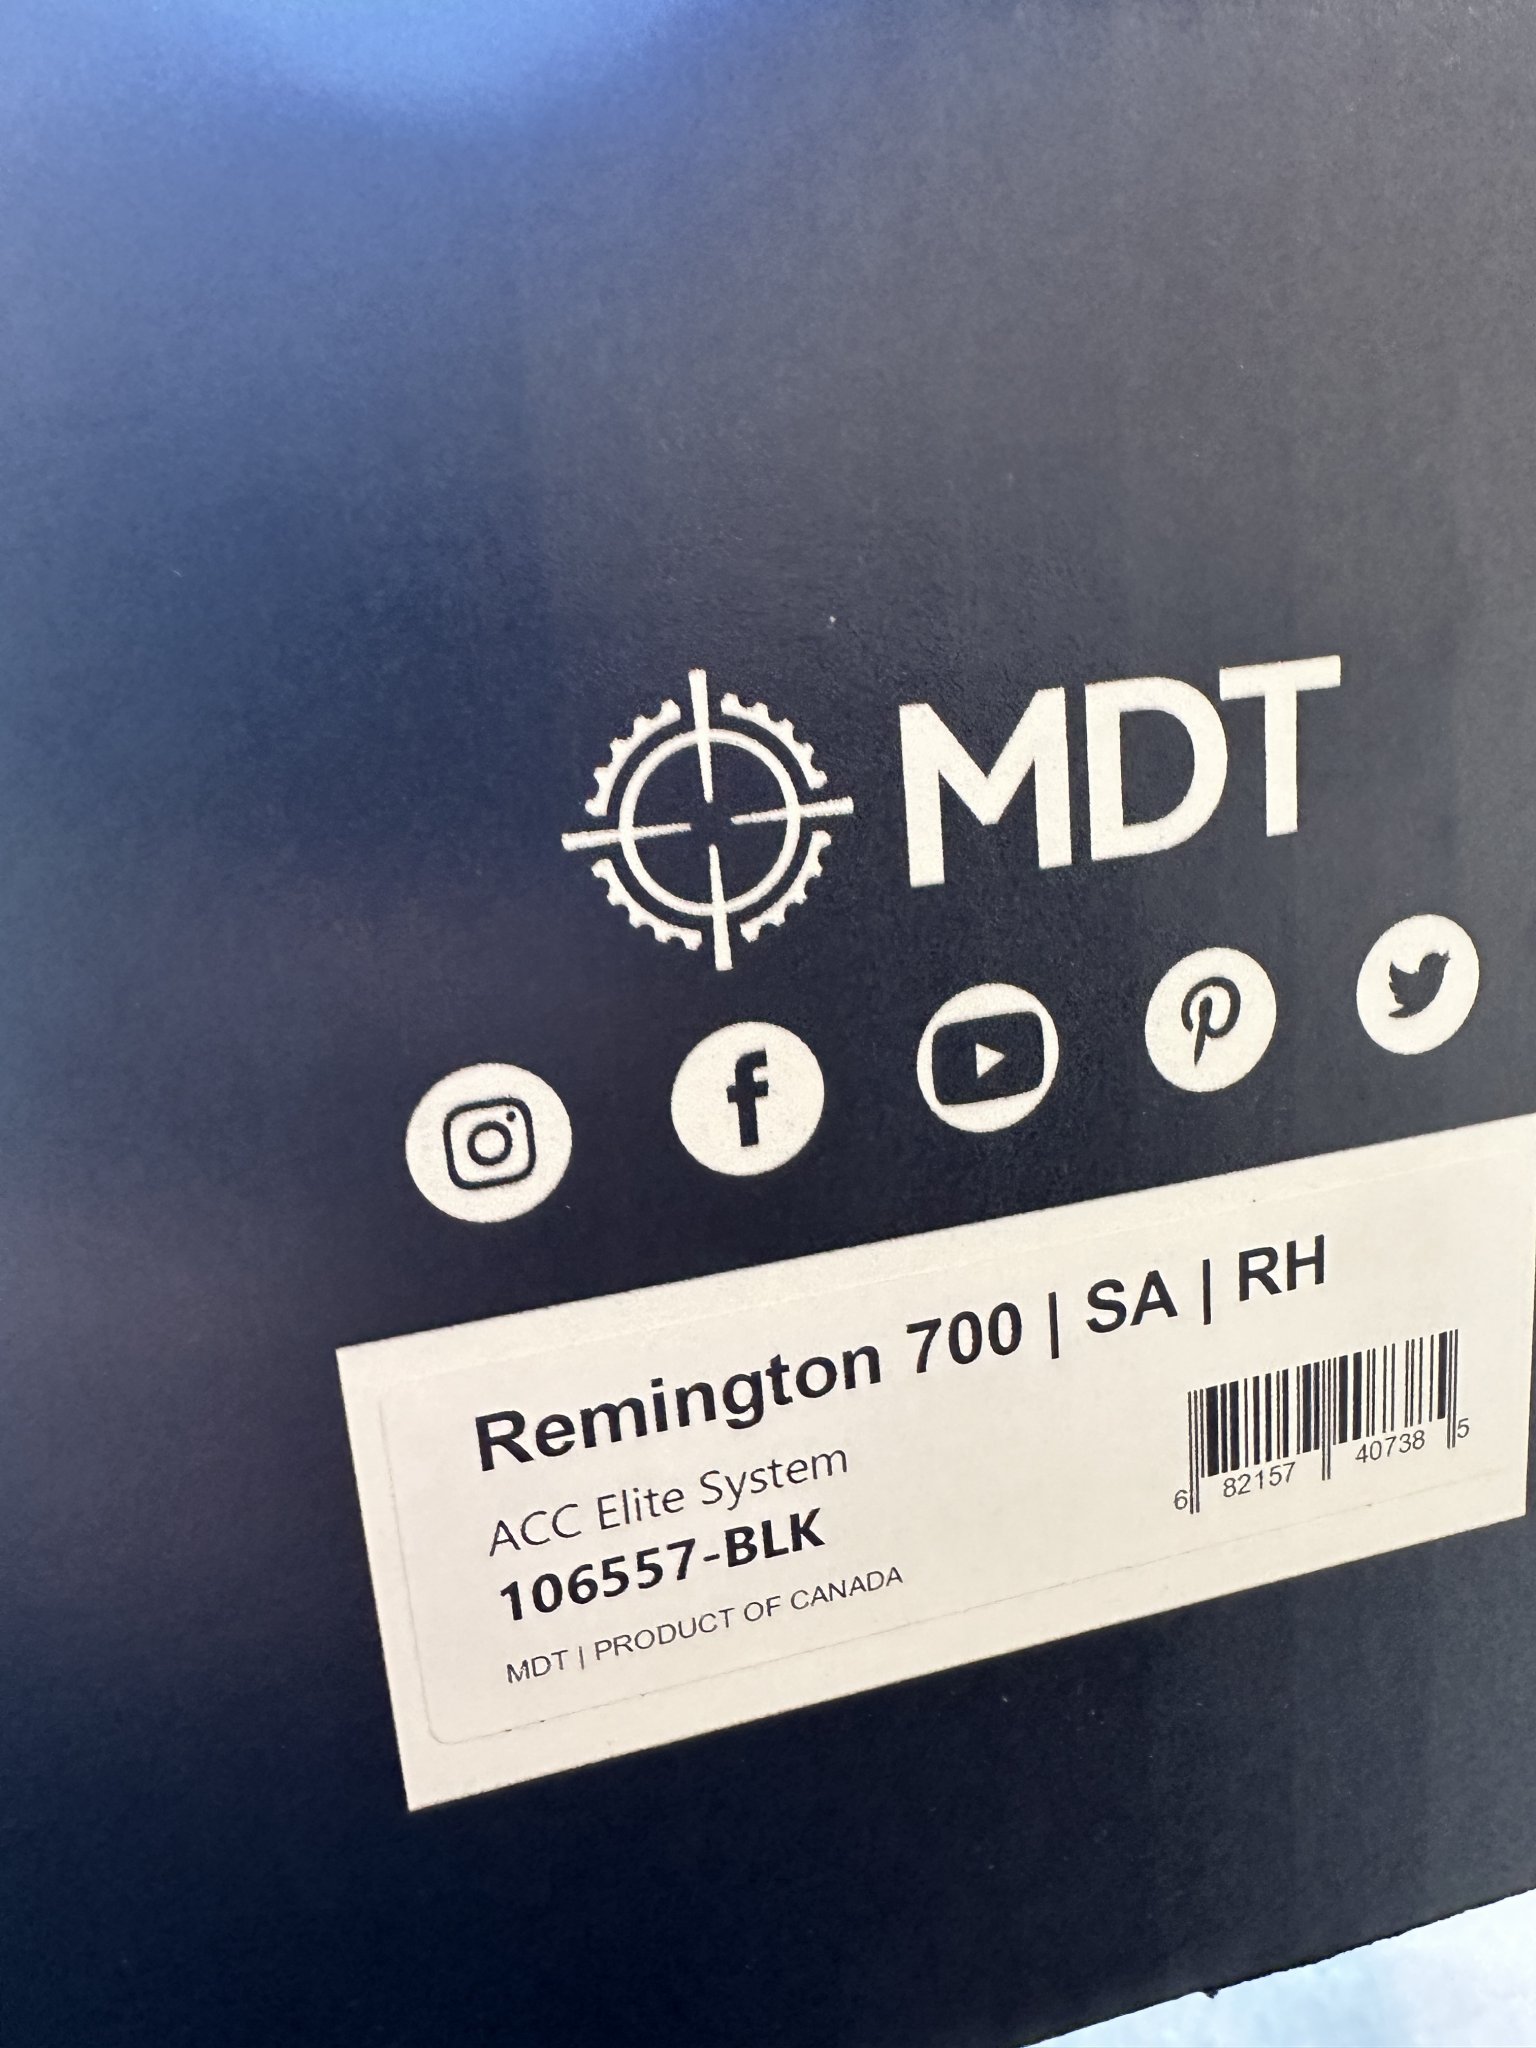 MDT
Remington 700 | SA | RH
ACC Elite System
106557-BLK
MDT | PRODUCT OF CANADA
6 82157 40738 5